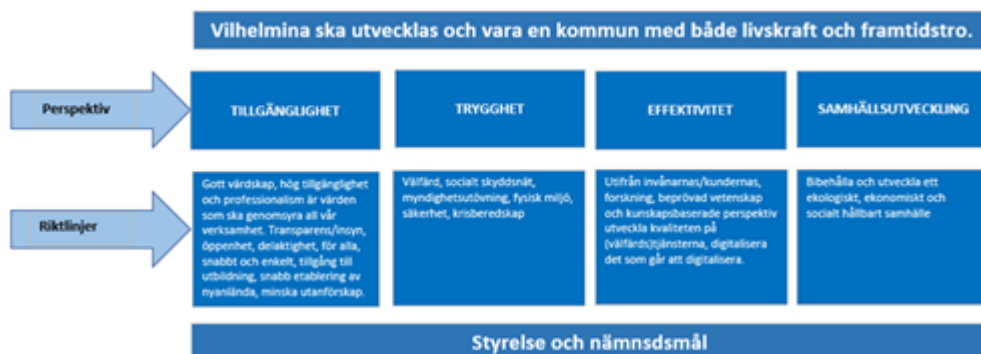 Vilhelmina ska utvecklas och vara en kommun med både livskraft och framtidstro.
Perspektiv
TILLGÄNGLIGHET
TRYGGHET
EFFEKTIVITET
SAMHÄLLSUTVECKLING
Riktlinjer
Gott värdskap, hög tillgänglighet
och professionalism är värden
som ska genomsyra all vår
verksamhet. Transparens/insyn,
öppenhet, delaktighet, för alla,
snabbt och enkelt, tillgång till
utbildning, snabb etablering av
nyanlända, minska utanförskap.
Välfärd, socialt skyddsnät,
myndighetsutövning, fysisk miljö,
säkerhet, krisberedskap
Utifrån invånarnas/kundernas,
forskning, beprövad vetenskap
och kunskapsbaserade perspektiv
utveckla kvaliteten på
(välfärds)tjänsterna, digitalisera
det som går att digitalisera.
Bibehålla och utveckla ett
ekologiskt, ekonomiskt och
socialt hållbart samhälle
Styrelse och nämnsdsmål